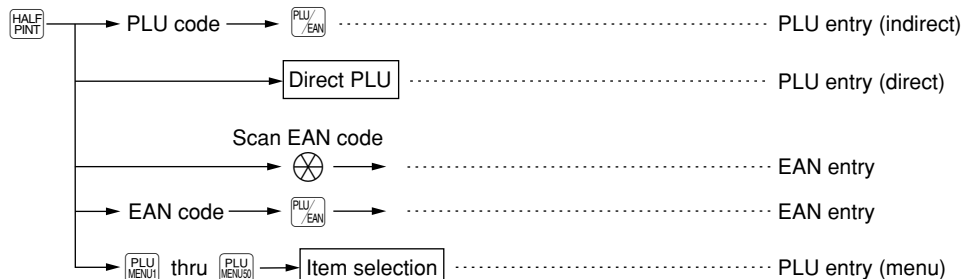 HALF PINT PLU code PLU/EAN PLU entry (indirect)
Direct PLU PLU entry (direct)
Scan EAN code
EAN entry
EAN code PLU/EAN EAN entry
PLU MENU1 thru PLU MENU50 Item selection PLU entry (menu)